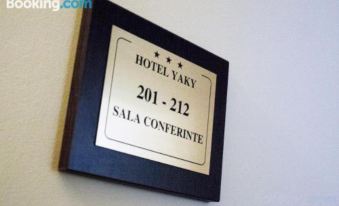 Booking.com
★ ★ ★
HOTEL YAKY
201 - 212
SALA CONFERINTE